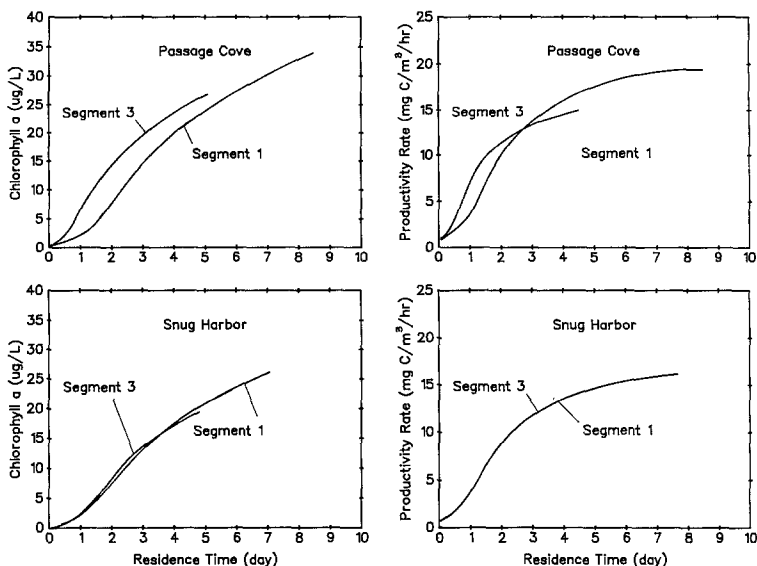 40
35
30
25
20
15
10
5
0
Chlorophyll a (ug/L)
Passage Cove
Segment 3
Segment 1
0 1 2 3 4 5 6 7 8 9 10
25
20
15
10
5
0
Productivity Rate (mg C/m³/hr)
Passage Cove
Segment 3
Segment 1
0 1 2 3 4 5 6 7 8 9 10
40
35
30
25
20
15
10
5
0
Chlorophyll a (ug/L)
Snug Harbor
Segment 3
Segment 1
0 1 2 3 4 5 6 7 8 9 10
Residence Time (day)
25
20
15
10
5
0
Productivity Rate (mg C/m³/hr)
Snug Harbor
Segment 3
Segment 1
0 1 2 3 4 5 6 7 8 9 10
Residence Time (day)